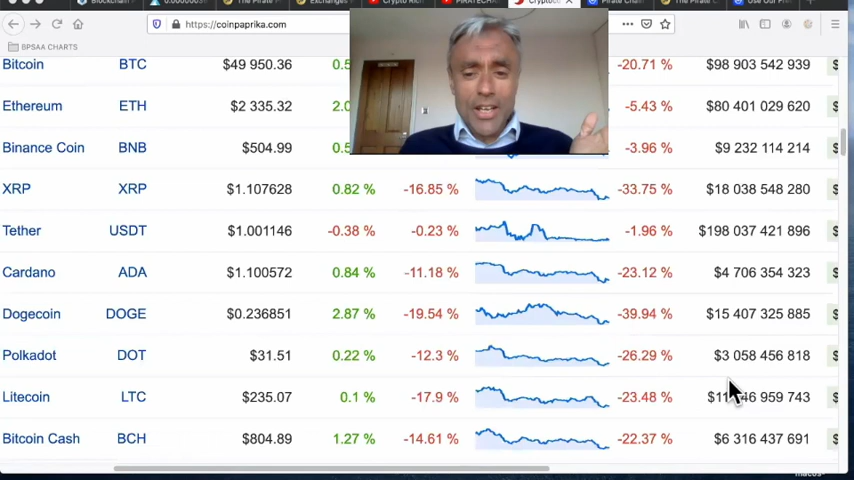 https://coinpaprika.com
BPSAA CHARTS
Bitcoin BTC $49 950.36 -20.71 % $98 903 542 939
Ethereum ETH $2 335.32 -5.43 % $80 401 029 620
Binance Coin BNB $504.99 -3.96 % $9 232 114 214
XRP XRP $1.107628 0.82 % -16.85 % -33.75 % $18 038 548 280
Tether USDT $1.001146 -0.38 % -0.23 % -1.96 % $198 037 421 896
Cardano ADA $1.100572 0.84 % -11.18 % -23.12 % $4 706 354 323
Dogecoin DOGE $0.236851 2.87 % -19.54 % -39.94 % $15 407 325 885
Polkadot DOT $31.51 0.22 % -12.3 % -26.29 % $3 058 456 818
Litecoin LTC $235.07 0.1 % -17.9 % -23.48 % 959 743
Bitcoin Cash BCH $804.89 1.27 % -14.61 % -22.37 % $6 316 437 691